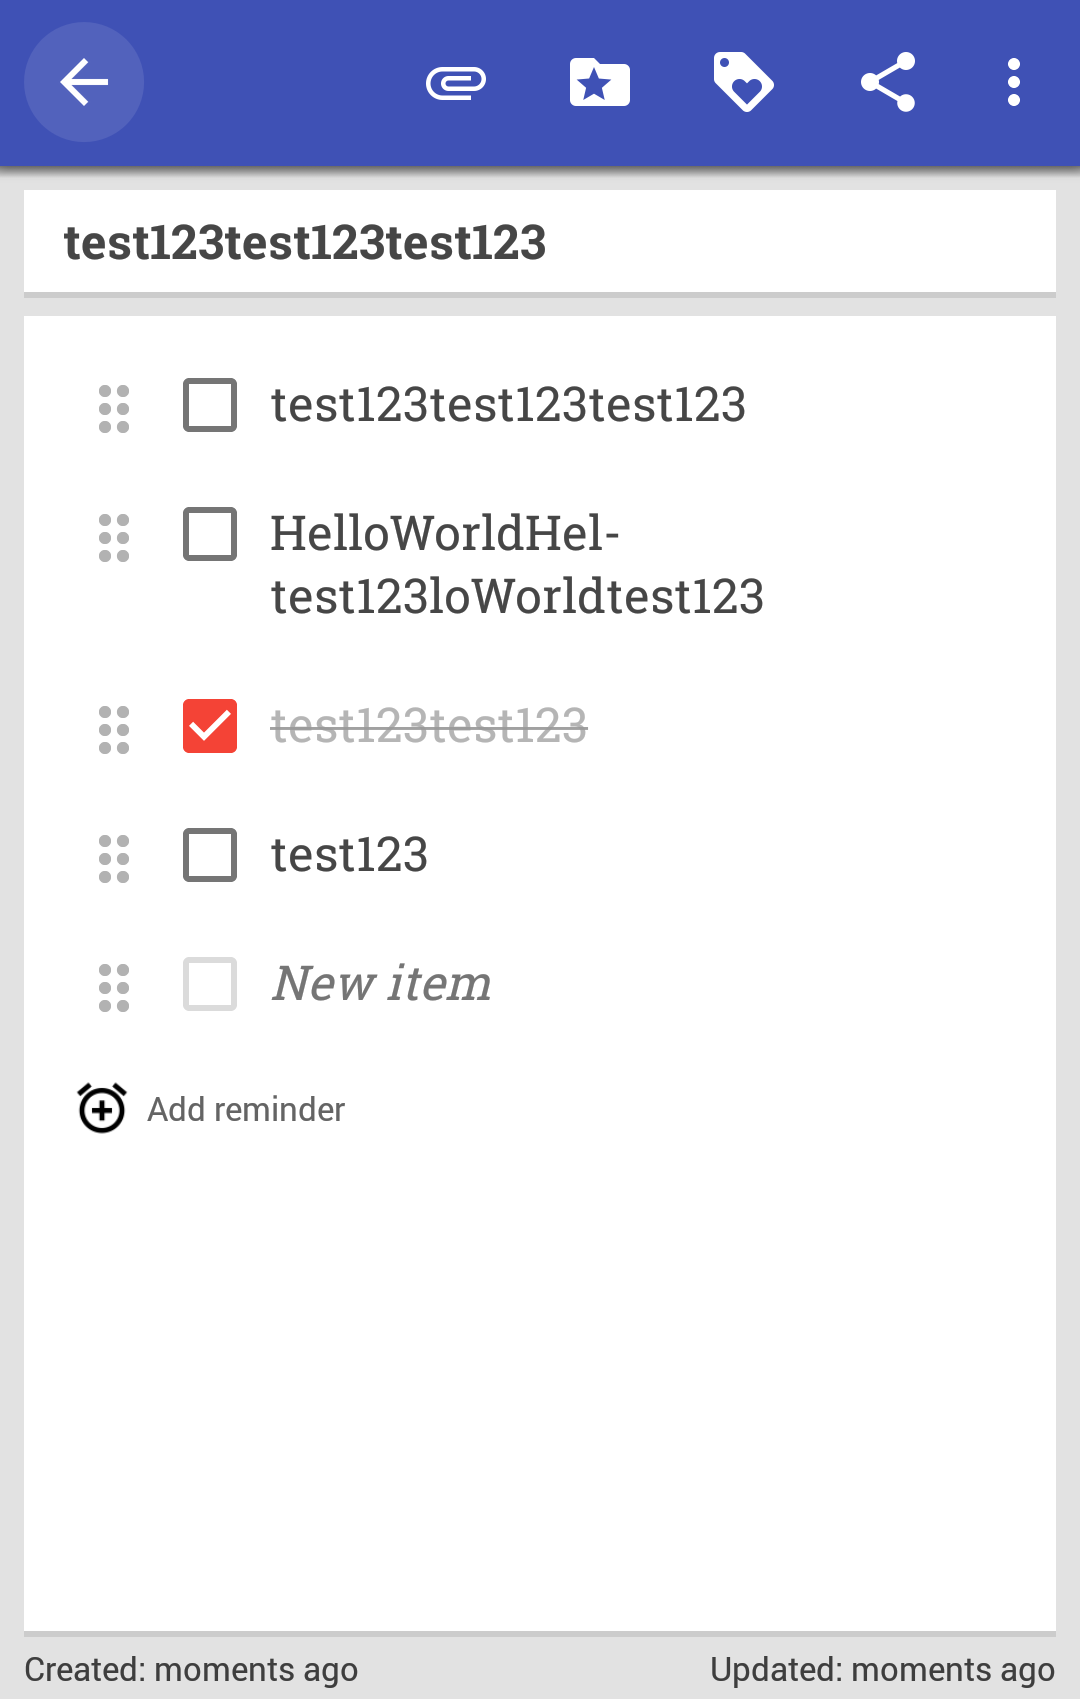 test123test123test123
test123test123test123
HelloWorldHel-
test123loWorldtest123
test123test123
test123
New item
Add reminder
Created: moments ago
Updated: moments ago